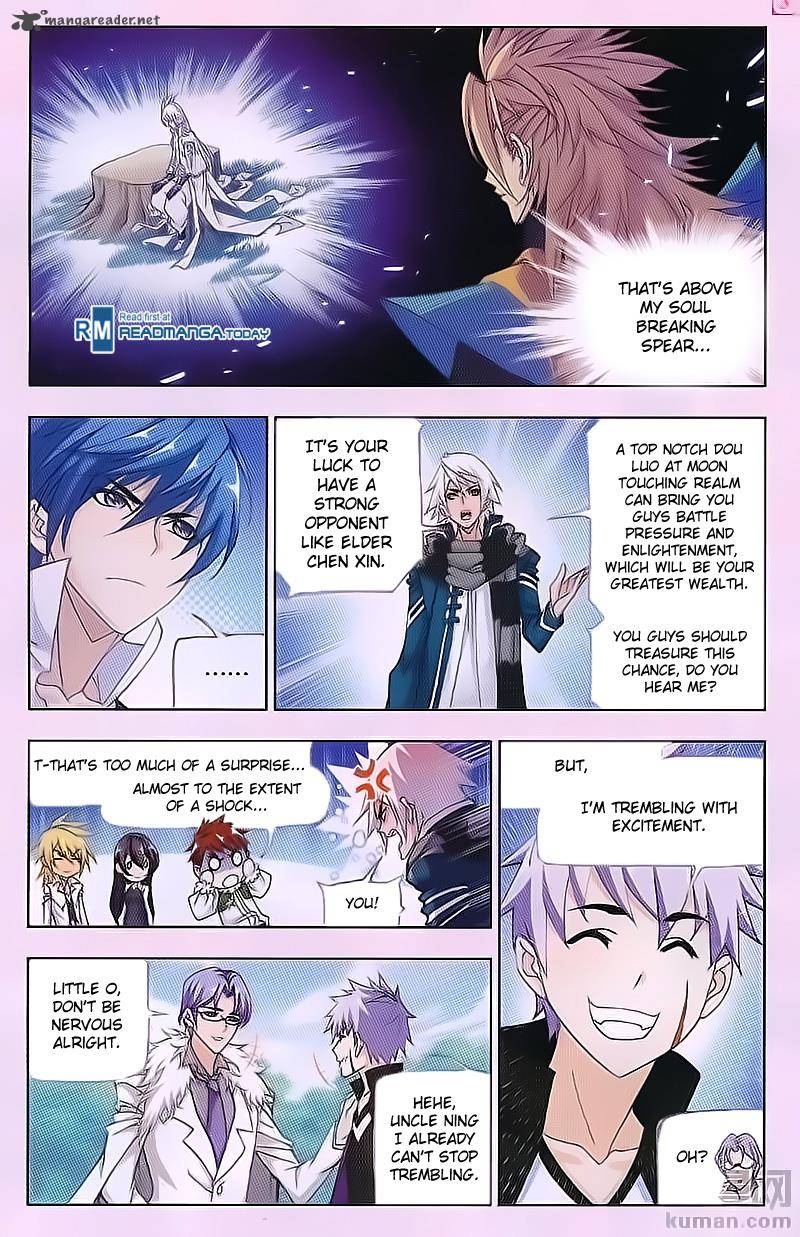 mangareader.net
THAT'S ABOVE
MY SOUL
BREAKING
SPEAR...
RM
Read first at
READMANGA.TODAY
......
IT'S YOUR
LUCK TO
HAVE A
STRONG
OPPONENT
LIKE ELDER
CHEN XIN.
A TOP NOTCH DOU
LUO AT MOON
TOUCHING REALM
CAN BRING YOU
GUYS BATTLE
PRESSURE AND
ENLIGHTENMENT,
WHICH WILL BE YOUR
GREATEST WEALTH.
YOU GUYS SHOULD
TREASURE THIS
CHANCE, DO YOU
HEAR ME?
T-THAT'S TOO MUCH OF A SURPRISE...
ALMOST TO THE EXTENT
OF A SHOCK...
YOU!
BUT,
I'M TREMBLING WITH
EXCITEMENT.
LITTLE O,
DON'T BE
NERVOUS
ALRIGHT.
HEHE,
UNCLE NING
I ALREADY
CAN'T STOP
TREMBLING.
OH?
kuman.com